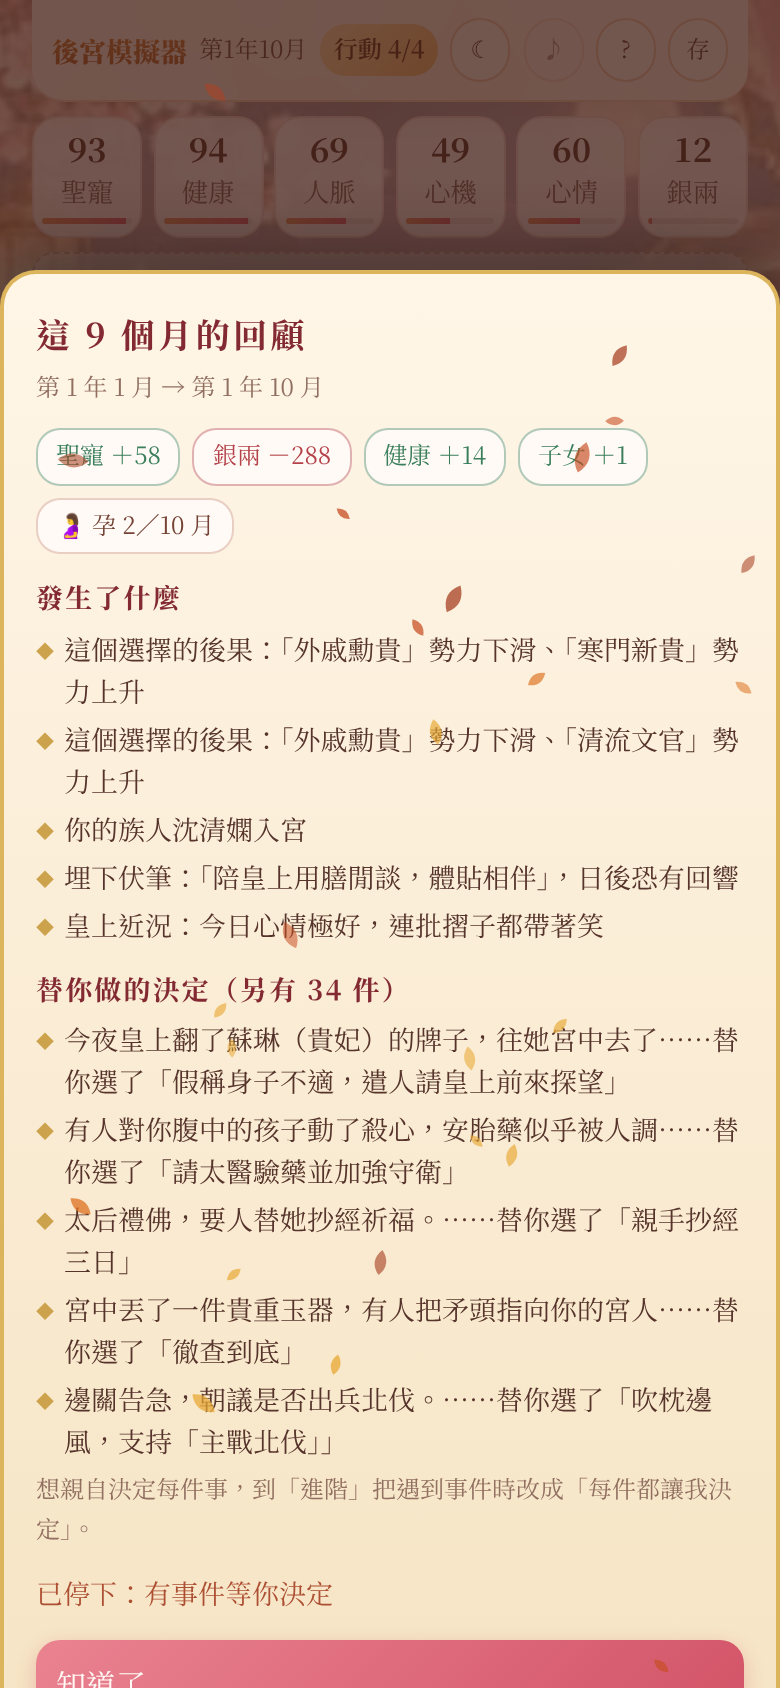 後宮模擬器 第1年10月 行動 4/4 ☾ ♪ ? 存
93 94 69 49 60 12
聖寵 健康 人脈 心機 心情 銀兩
這 9 個月的回顧
第 1 年 1 月 → 第 1 年 10 月
聖寵 +58 銀兩 −288 健康 +14 子女 +1
🤰 孕 2／10 月
發生了什麼
◆ 這個選擇的後果：「外戚勳貴」勢力下滑、「寒門新貴」勢
力上升
◆ 這個選擇的後果：「外戚勳貴」勢力下滑、「清流文官」勢
力上升
◆ 你的族人沈清嫻入宮
◆ 埋下伏筆：「陪皇上用膳閒談，體貼相伴」，日後恐有回響
◆ 皇上近況：今日心情極好，連批摺子都帶著笑
替你做的決定（另有 34 件）
◆ 今夜皇上翻了蘇琳（貴妃）的牌子，往她宮中去了……替
你選了「假稱身子不適，遣人請皇上前來探望」
◆ 有人對你腹中的孩子動了殺心，安胎藥似乎被人調……替
你選了「請太醫驗藥並加強守衛」
◆ 太后禮佛，要人替她抄經祈福。……替你選了「親手抄經
三日」
◆ 宮中丟了一件貴重玉器，有人把矛頭指向你的宮人……替
你選了「徹查到底」
◆ 邊關告急，朝議是否出兵北伐。……替你選了「吹枕邊
風，支持「主戰北伐」」
想親自決定每件事，到「進階」把遇到事件時改成「每件都讓我決
定」。
已停下：有事件等你決定
知道了